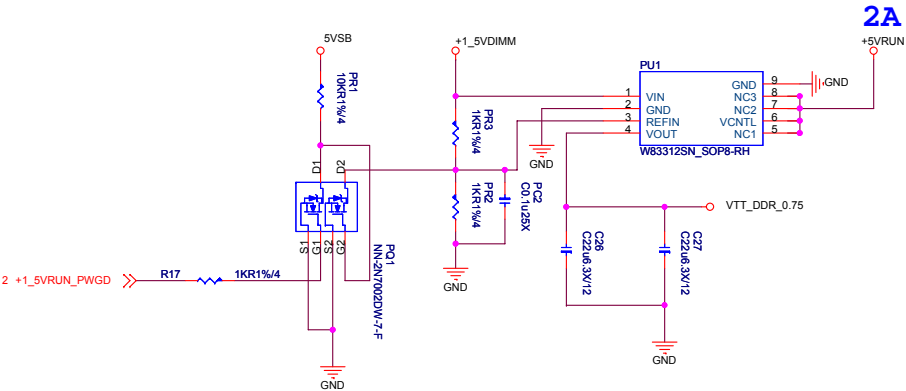 2A
5VSB
+1_5VDIMM
+5VRUN
PR1
10KR1%/4
PU1
1
2
3
4
VIN
GND
REFIN
VOUT
GND
NC3
NC2
VCNTL
NC1
9
8
7
6
5
GND
W83312SN_SOP8-RH
PR3
1KR1%/4
GND
D1
D2
PR2
1KR1%/4
PC2
C0.1u25X
VTT_DDR_0.75
S1
G1
S2
G2
PQ1
NN-2N7002DW-7-F
C26
C22u6.3X/12
C27
C22u6.3X/12
2 +1_5VRUN_PWGD
R17
1KR1%/4
GND
GND
GND